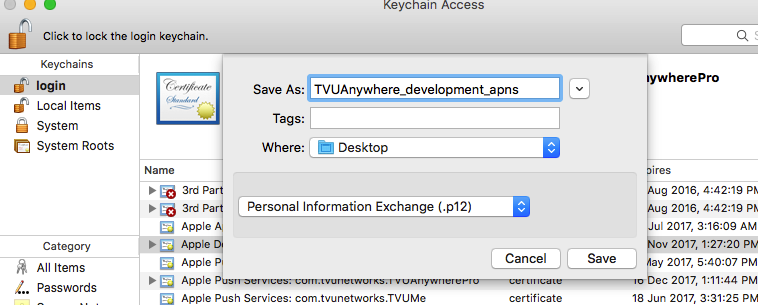 Keychain Access
Click to lock the login keychain.
Keychains
login
Local Items
System
System Roots
Certificate
Standard
nywherePro
Save As: TVUAnywhere_development_apns
Tags:
Where: Desktop
Personal Information Exchange (.p12)
Cancel Save
Name
3rd Part Aug 2016, 4:42:19 PM
3rd Part Aug 2016, 4:42:19 PM
Apple A Jul 2017, 3:16:09 AM
Apple De Nov 2017, 1:27:20 PM
Apple Pu May 2017, 5:40:07 PM
Apple Push Services: com.tvunetworks.TVUAnywherePro certificate 16 Dec 2017, 1:11:44 PM
Apple Push Services: com.tvunetworks.TVUMe certificate 18 Jun 2017, 3:31:25 PM
Category
All Items
Passwords